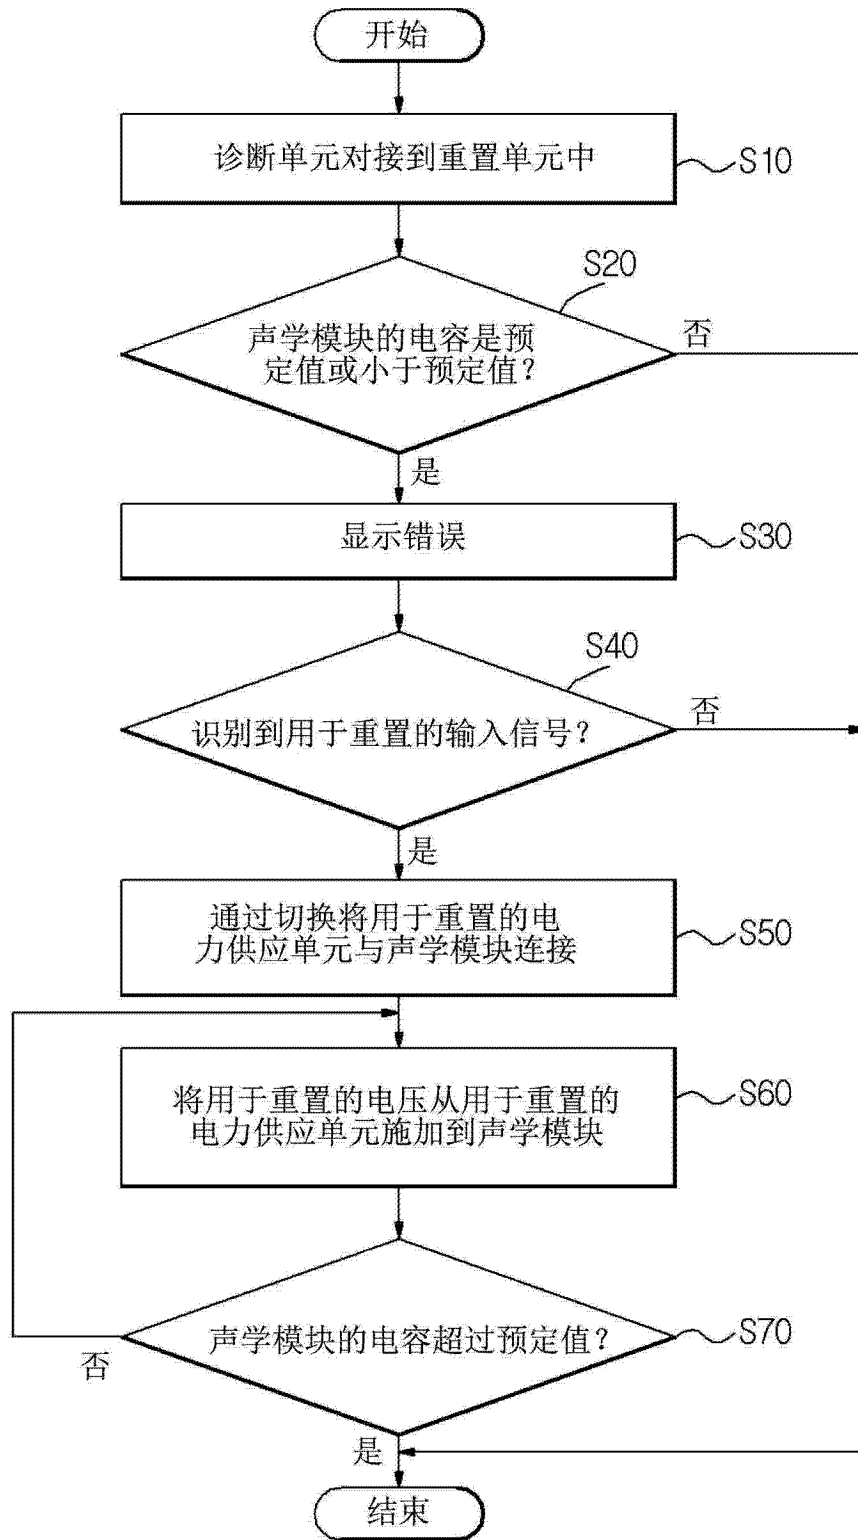 开始
诊断单元对接到重置单元中
S10
S20
声学模块的电容是预
定值或小于预定值？
否
是
显示错误
S30
S40
识别到用于重置的输入信号？
否
是
通过切换将用于重置的电
力供应单元与声学模块连接
S50
将用于重置的电压从用于重置的
电力供应单元施加到声学模块
S60
声学模块的电容超过预定值？
S70
否
是
结束